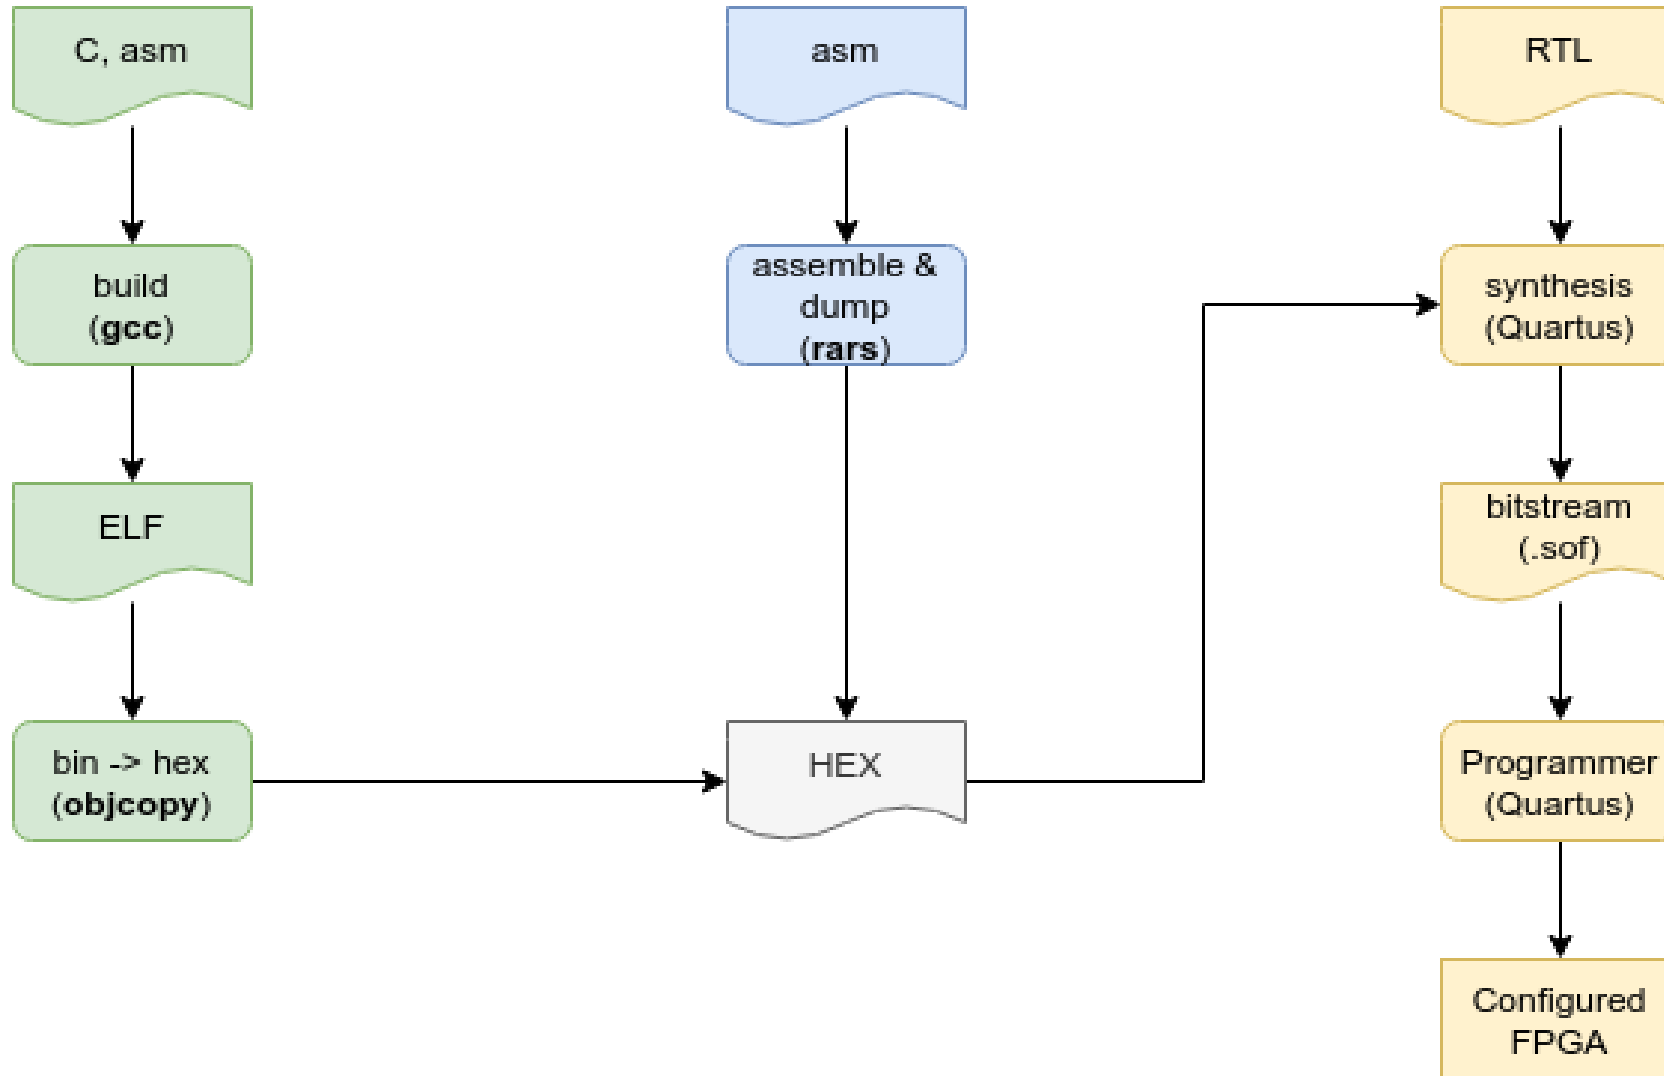 C, asm
asm
RTL
build
(gcc)
assemble &
dump
(rars)
synthesis
(Quartus)
ELF
bitstream
(.sof)
bin -> hex
(objcopy)
HEX
Programmer
(Quartus)
Configured
FPGA